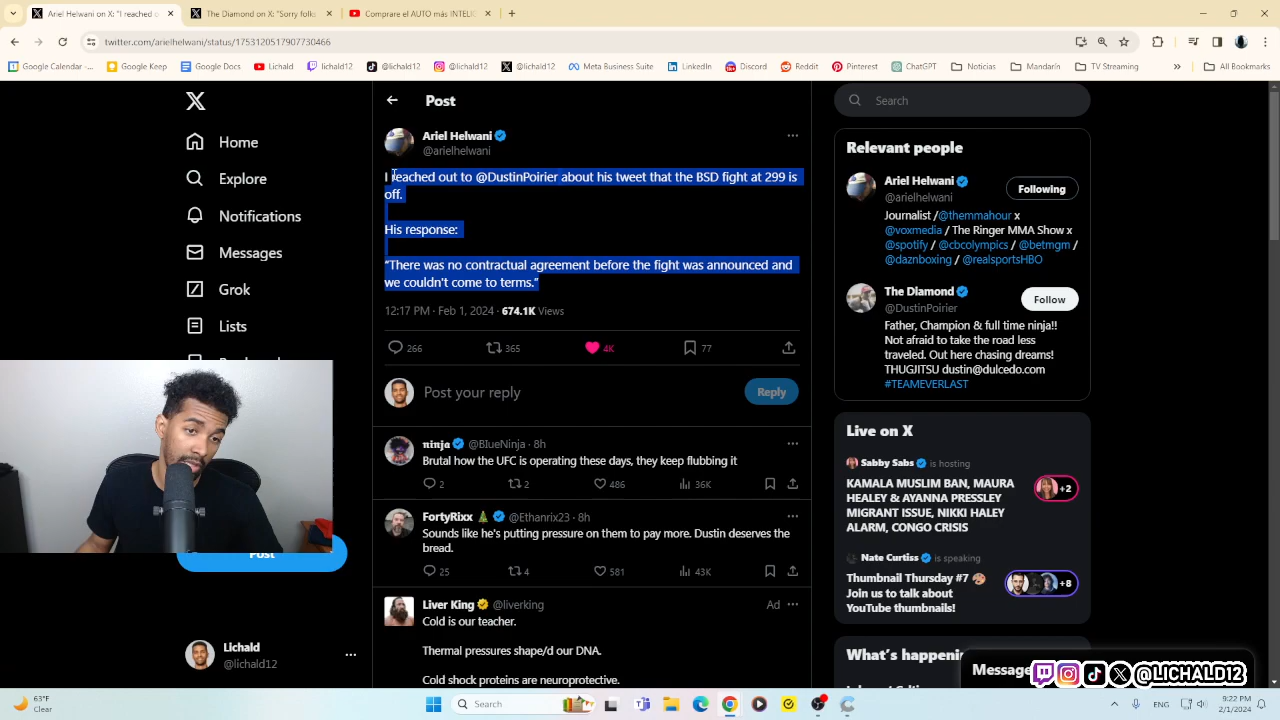 Ariel Helwani on X: "I reached o
The Diamond on X: "Sorry folk
Comprare el AUTO más INTELIC
twitter.com/arielhelwani/status/1753120517907730466
Google Calendar -...
Google Keep
Google Docs
Lichald
lichald12
@lichald12
@lichald12
@lichald12
Meta Business Suite
LinkedIn
Discord
Reddit
Pinterest
ChatGPT
Noticias
Mandarín
TV Program
All Bookmarks
Home
Explore
Notifications
Messages
Grok
Lists
Post
Lichald
@lichald12
Post
Ariel Helwani
@arielhelwani
I reached out to @DustinPoirier about his tweet that the BSD fight at 299 is
off.
His response:
“There was no contractual agreement before the fight was announced and
we couldn't come to terms.”
12:17 PM · Feb 1, 2024 · 674.1K Views
266
365
4K
77
Post your reply
Reply
ninja @BIueNinja · 8h
Brutal how the UFC is operating these days, they keep flubbing it
2
2
486
36K
FortyRixx @Ethanrix23 · 8h
Sounds like he's putting pressure on them to pay more. Dustin deserves the
bread.
25
4
581
43K
Liver King @liverking
Ad
Cold is our teacher.
Thermal pressures shape/d our DNA.
Cold shock proteins are neuroprotective.
Search
Relevant people
Ariel Helwani
@arielhelwani
Following
Journalist /@themmahour x
@voxmedia / The Ringer MMA Show x
@spotify / @cbcolympics / @betmgm /
@daznboxing / @realsportsHBO
The Diamond
@DustinPoirier
Follow
Father, Champion & full time ninja!!
Not afraid to take the road less
traveled. Out here chasing dreams!
THUGJITSU dustin@dulcedo.com
#TEAMEVERLAST
Live on X
Sabby Sabs is hosting
KAMALA MUSLIM BAN, MAURA
HEALEY & AYANNA PRESSLEY
MIGRANT ISSUE, NIKKI HALEY
ALARM, CONGO CRISIS
+2
Nate Curtiss is speaking
Thumbnail Thursday #7
Join us to talk about
YouTube thumbnails!
+8
What's happenin
Message
@LICHALD12
63°F
Clear
Search
9:22 PM
2/1/2024